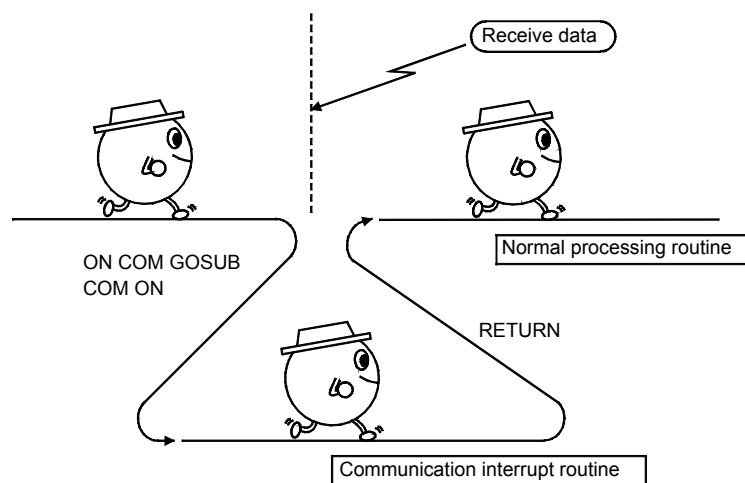 Receive data
Normal processing routine
ON COM GOSUB
COM ON
RETURN
Communication interrupt routine